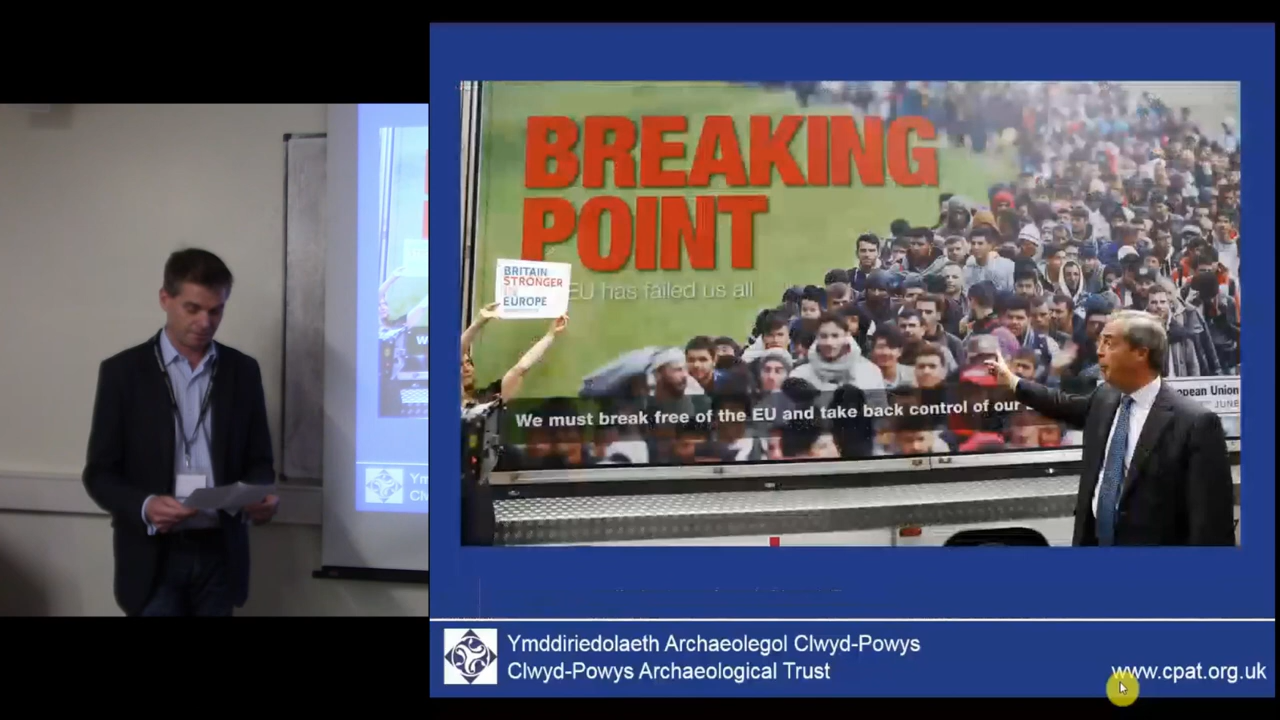 BREAKING
POINT
EU has failed us all
BRITAIN
STRONGER
IN
EUROPE
We must break free of the EU and take back control of our
European Union
JUNE
Ymddiriedolaeth Archaeolegol Clwyd-Powys
Clwyd-Powys Archaeological Trust
www.cpat.org.uk